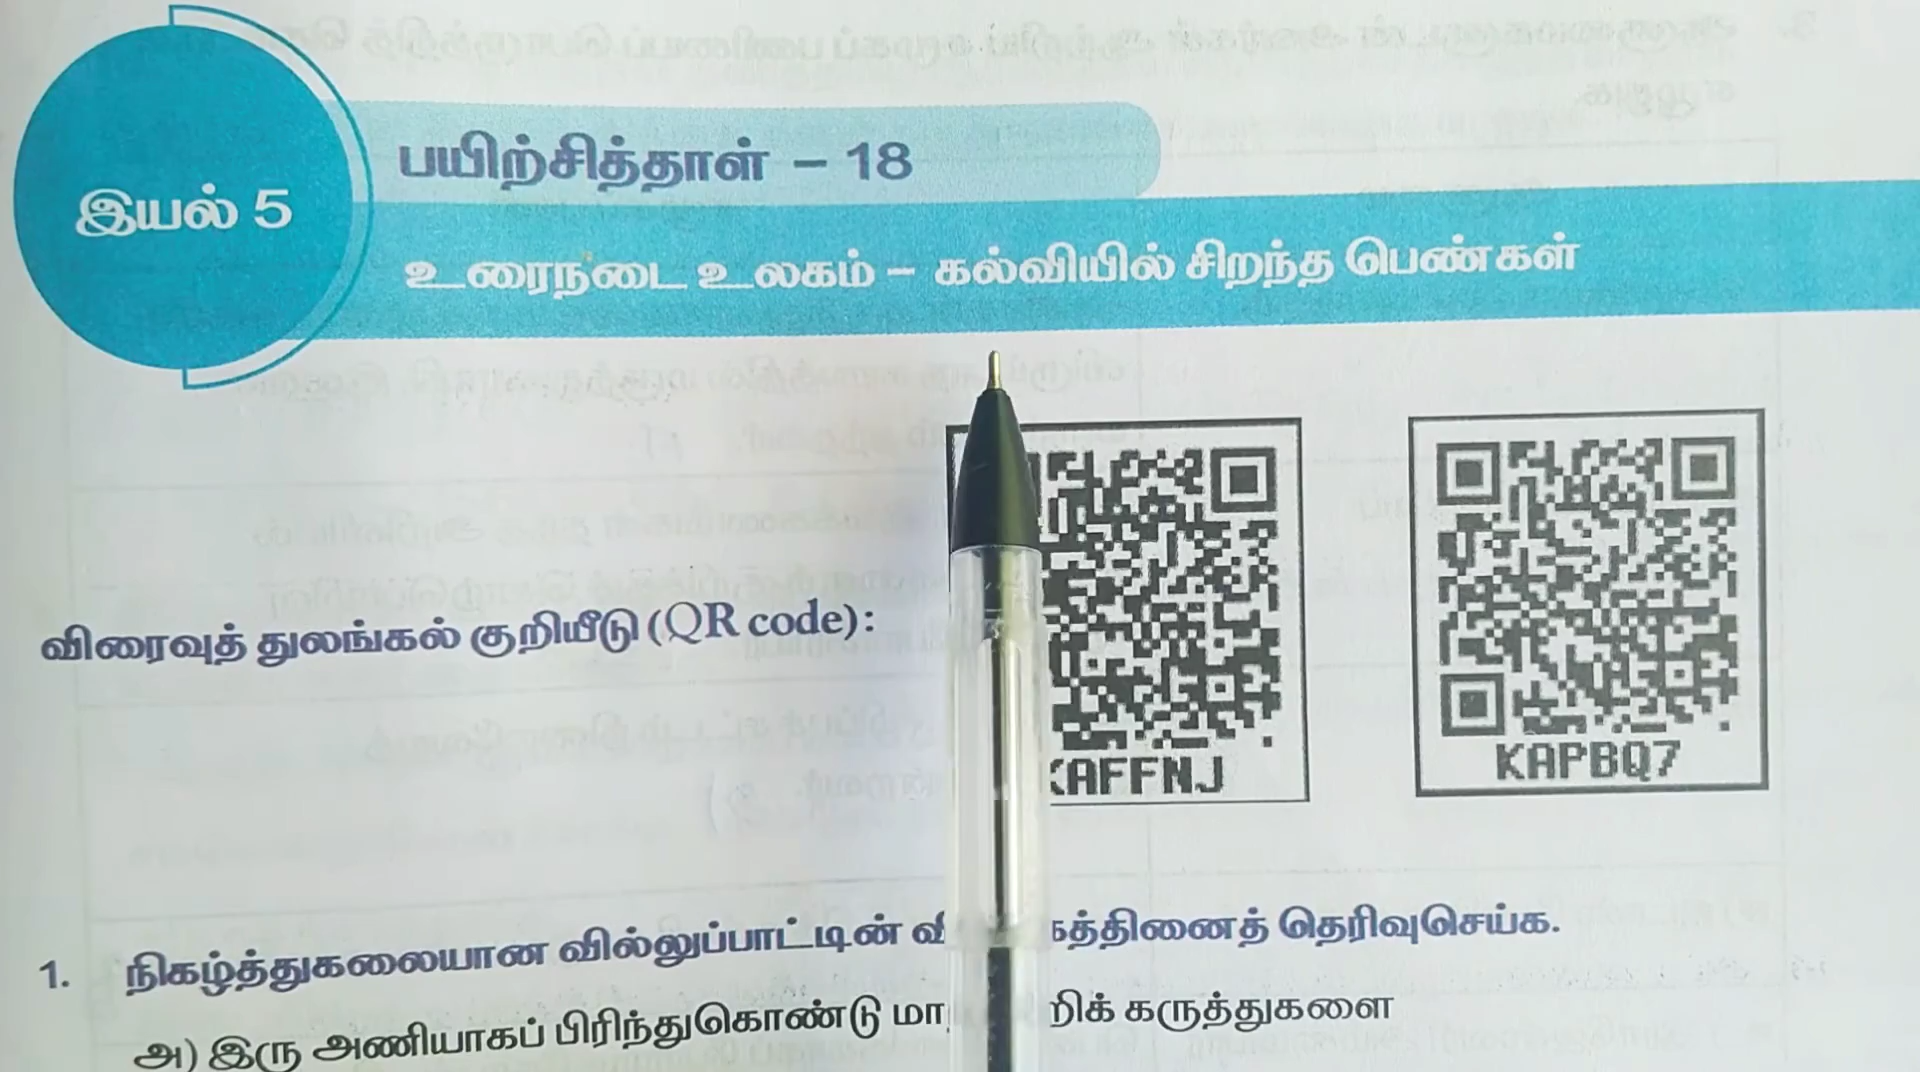 இயல் 5
பயிற்சித்தாள் – 18
உரைநடை உலகம் – கல்வியில் சிறந்த பெண்கள்
விரைவுத் துலங்கல் குறியீடு (QR code):
AFFNJ
KAPBQ7
1. நிகழ்த்துகலையான வில்லுப்பாட்டின் தெரிவுசெய்க.
அ) இரு அணியாகப் பிரிந்துகொண்டு கருத்துகளை